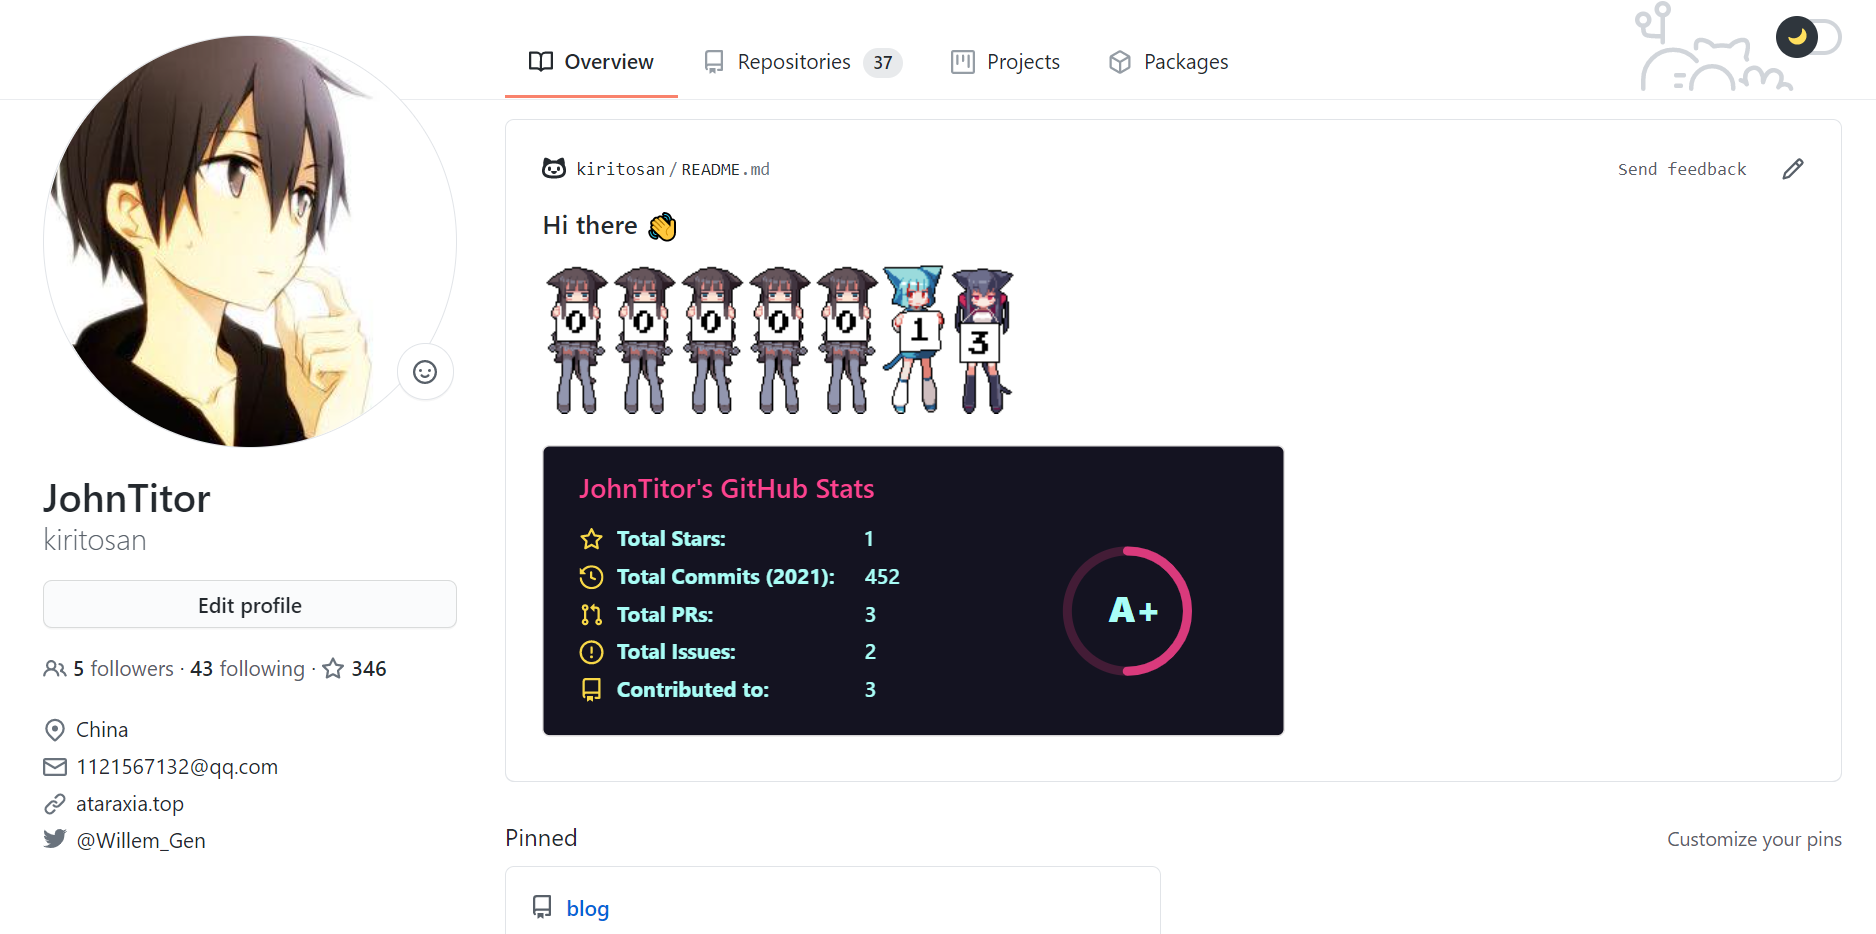 Overview Repositories 37 Projects Packages
kiritosan/README.md Send feedback
Hi there 👋
0 0 0 0 0 1 3
JohnTitor's GitHub Stats
Total Stars: 1
Total Commits (2021): 452
Total PRs: 3
Total Issues: 2
Contributed to: 3
A+
JohnTitor
kiritosan
Edit profile
5 followers · 43 following · 346
China
1121567132@qq.com
ataraxia.top
@Willem_Gen
Pinned Customize your pins
blog